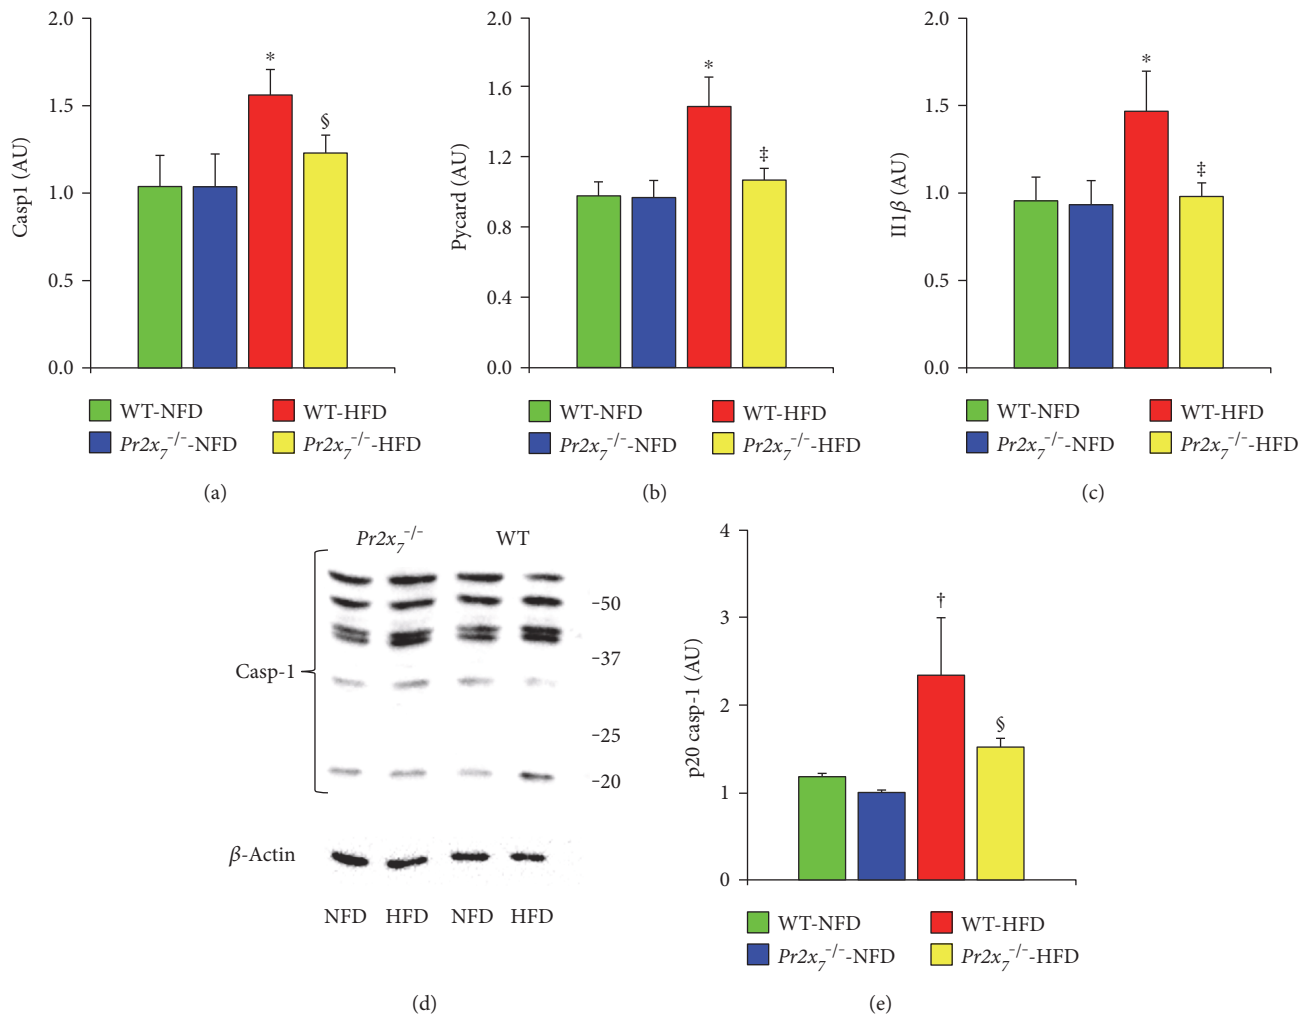 2.0
1.5
1.0
0.5
0.0
Casp1 (AU)
*
§
WT-NFD
WT-HFD
Pr2x7−/−-NFD
Pr2x7−/−-HFD
(a)
2.0
1.6
1.2
0.8
0.4
0.0
Pycard (AU)
*
‡
WT-NFD
WT-HFD
Pr2x7−/−-NFD
Pr2x7−/−-HFD
(b)
2.0
1.5
1.0
0.5
0.0
Il1β (AU)
*
‡
WT-NFD
WT-HFD
Pr2x7−/−-NFD
Pr2x7−/−-HFD
(c)
Pr2x7−/− WT
Casp-1
-50
-37
-25
-20
β-Actin
NFD HFD NFD HFD
(d)
4
3
2
1
0
p20 casp-1 (AU)
†
§
WT-NFD
WT-HFD
Pr2x7−/−-NFD
Pr2x7−/−-HFD
(e)